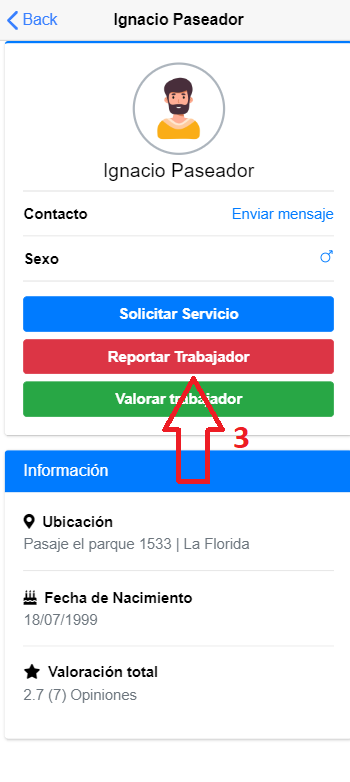 Back
Ignacio Paseador
Ignacio Paseador
Contacto Enviar mensaje
Sexo
Solicitar Servicio
Reportar Trabajador
Valorar trabajador
3
Información
Ubicación
Pasaje el parque 1533 | La Florida
Fecha de Nacimiento
18/07/1999
Valoración total
2.7 (7) Opiniones